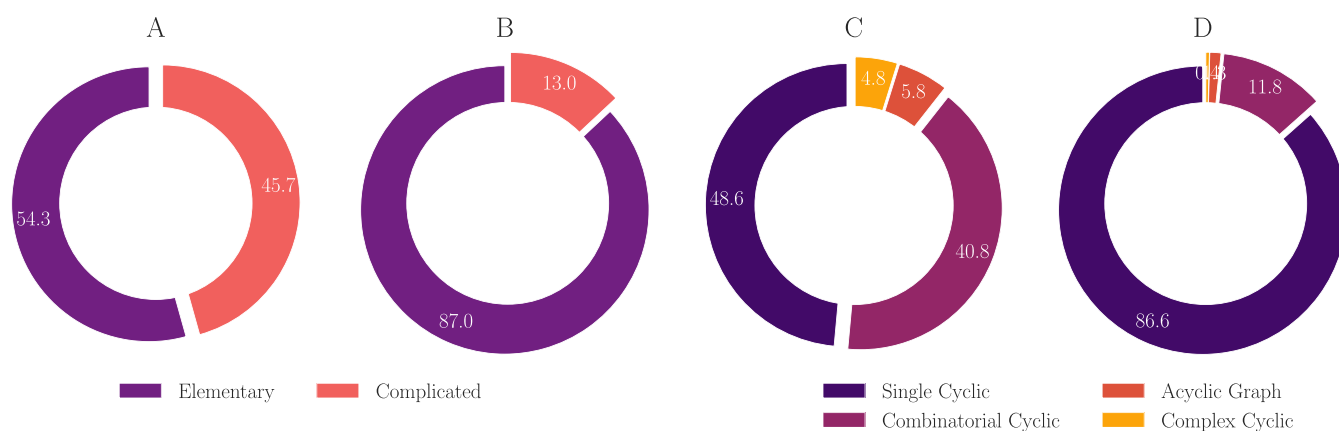 A
B
C
D
54.3
45.7
87.0
13.0
48.6
4.8
5.8
40.8
86.6
11.8
Elementary
Complicated
Single Cyclic
Combinatorial Cyclic
Acyclic Graph
Complex Cyclic